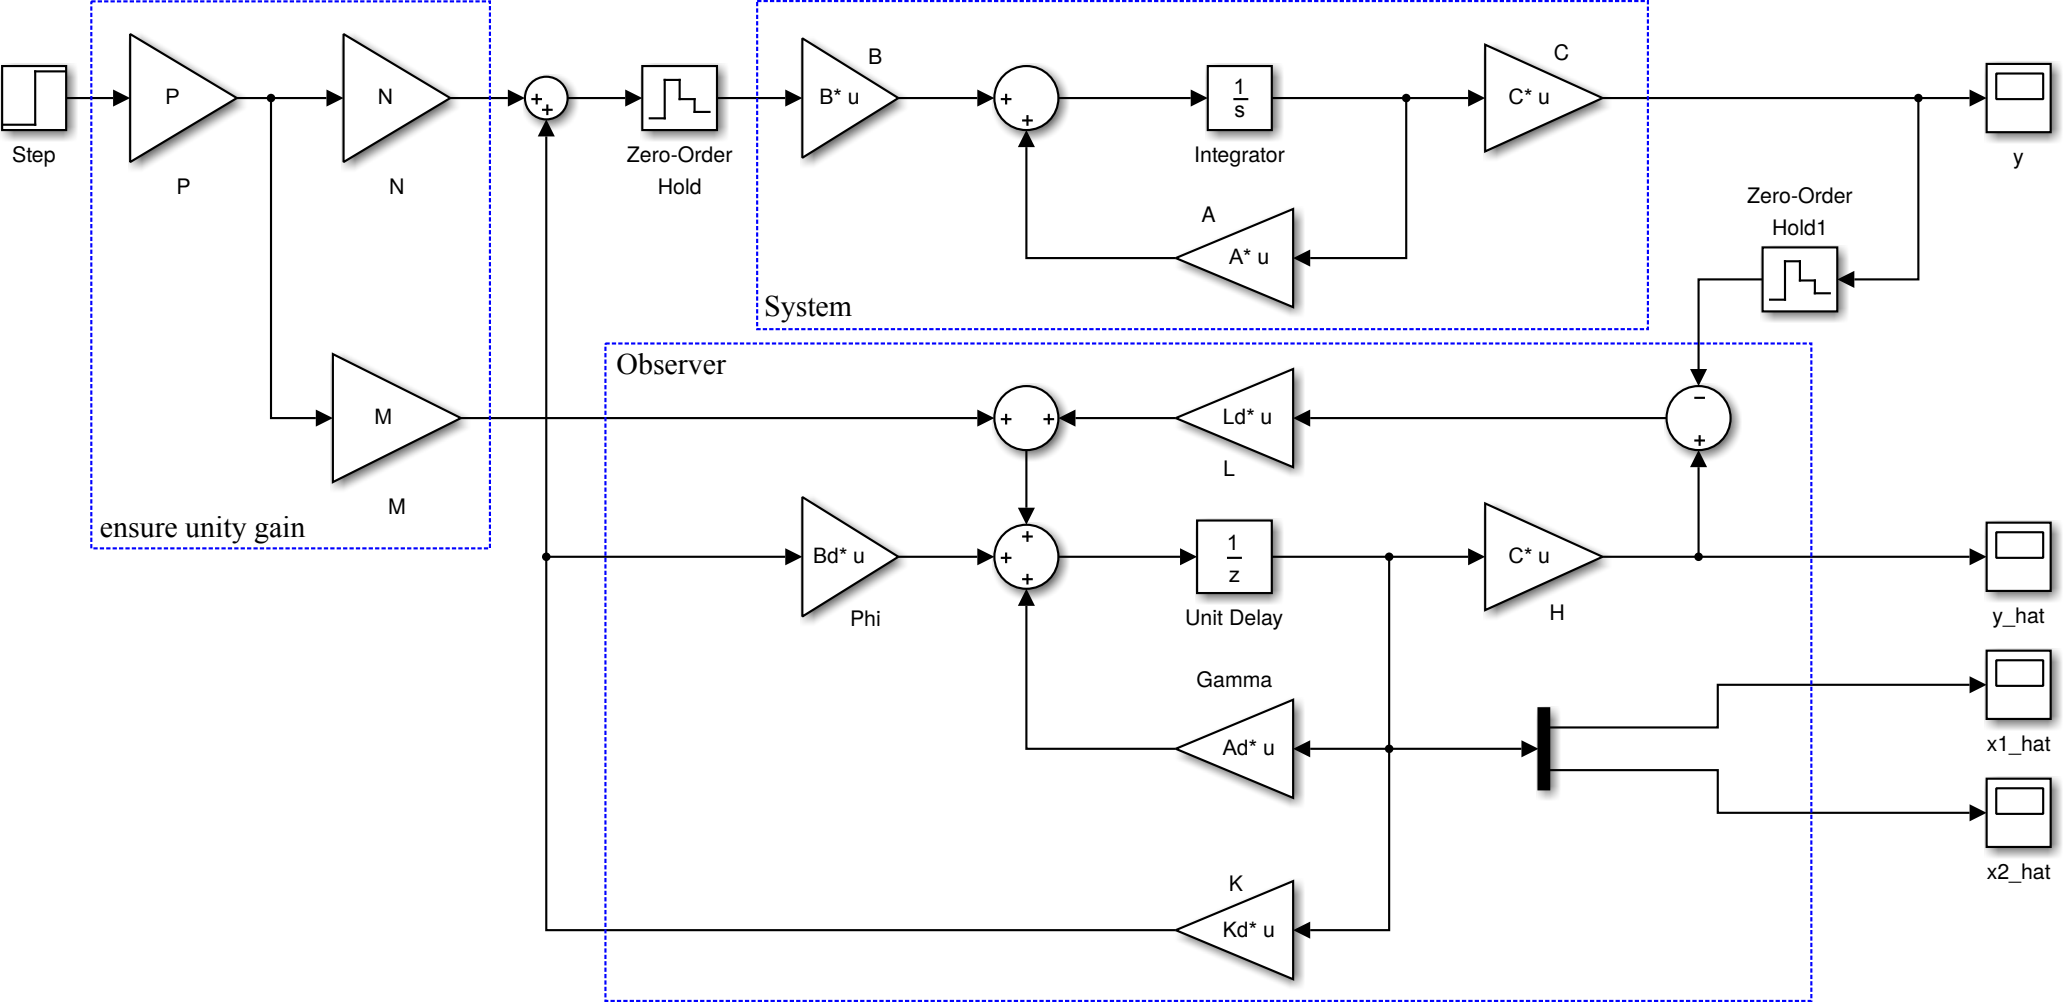 B
C
P
N
B* u
1
s
C* u
Step
P
N
Zero-Order
Hold
Integrator
y
Zero-Order
Hold1
A
A* u
System
Observer
M
Ld* u
L
M
ensure unity gain
Bd* u
Phi
1
z
Unit Delay
C* u
H
y_hat
Gamma
Ad* u
x1_hat
x2_hat
K
Kd* u